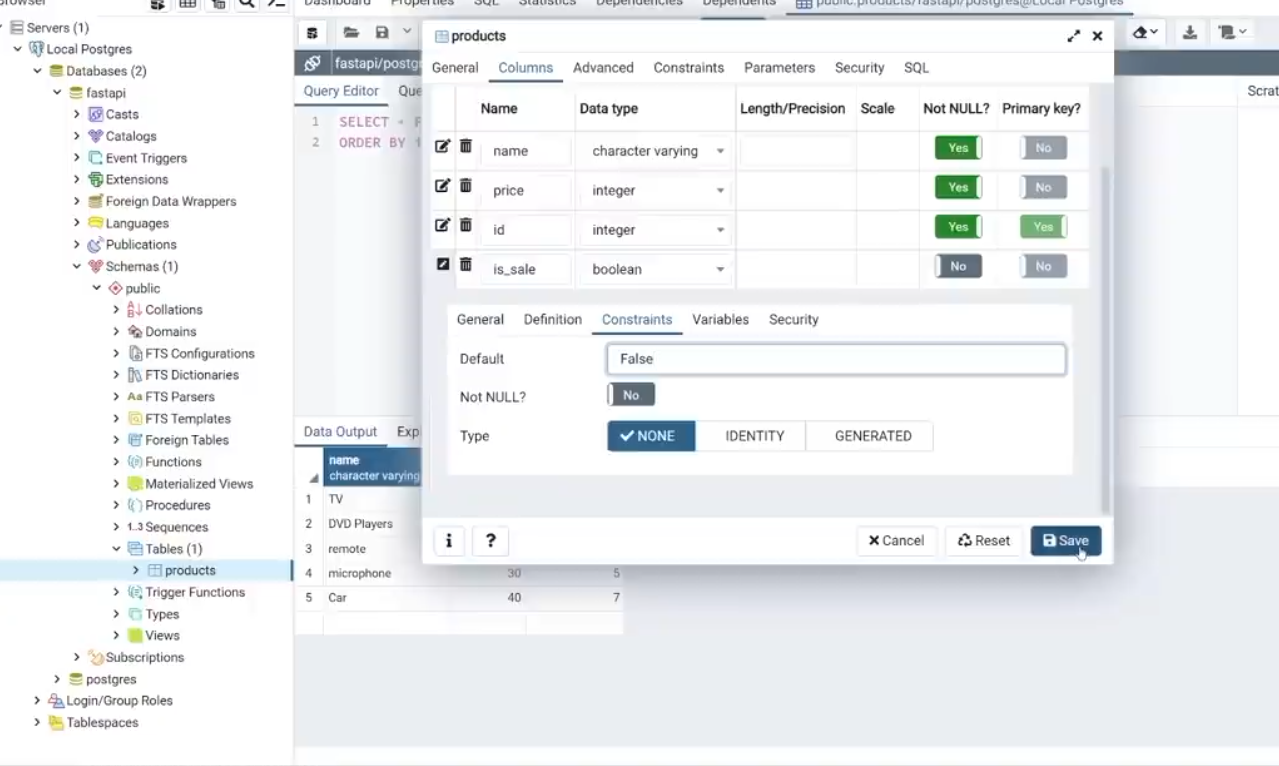 Browser
Dashboard Properties SQL Statistics Dependencies Dependents public.products/fastapi/postgres@Local Postgres
Servers (1)
Local Postgres
Databases (2)
fastapi
Casts
Catalogs
Event Triggers
Extensions
Foreign Data Wrappers
Languages
Publications
Schemas (1)
public
Collations
Domains
FTS Configurations
FTS Dictionaries
FTS Parsers
FTS Templates
Foreign Tables
Functions
Materialized Views
Procedures
1..3 Sequences
Tables (1)
products
Trigger Functions
Types
Views
Subscriptions
postgres
Login/Group Roles
Tablespaces
fastapi/postg
Query Editor Que
Scrat
1 SELECT * F
2 ORDER BY
products
General Columns Advanced Constraints Parameters Security SQL
Name Data type Length/Precision Scale Not NULL? Primary key?
name character varying Yes No
price integer Yes No
id integer Yes Yes
is_sale boolean No No
General Definition Constraints Variables Security
Default False
Not NULL? No
Type NONE IDENTITY GENERATED
i ? Cancel Reset Save
Data Output Exp
name
character varying
1 TV
2 DVD Players
3 remote
4 microphone 30 5
5 Car 40 7